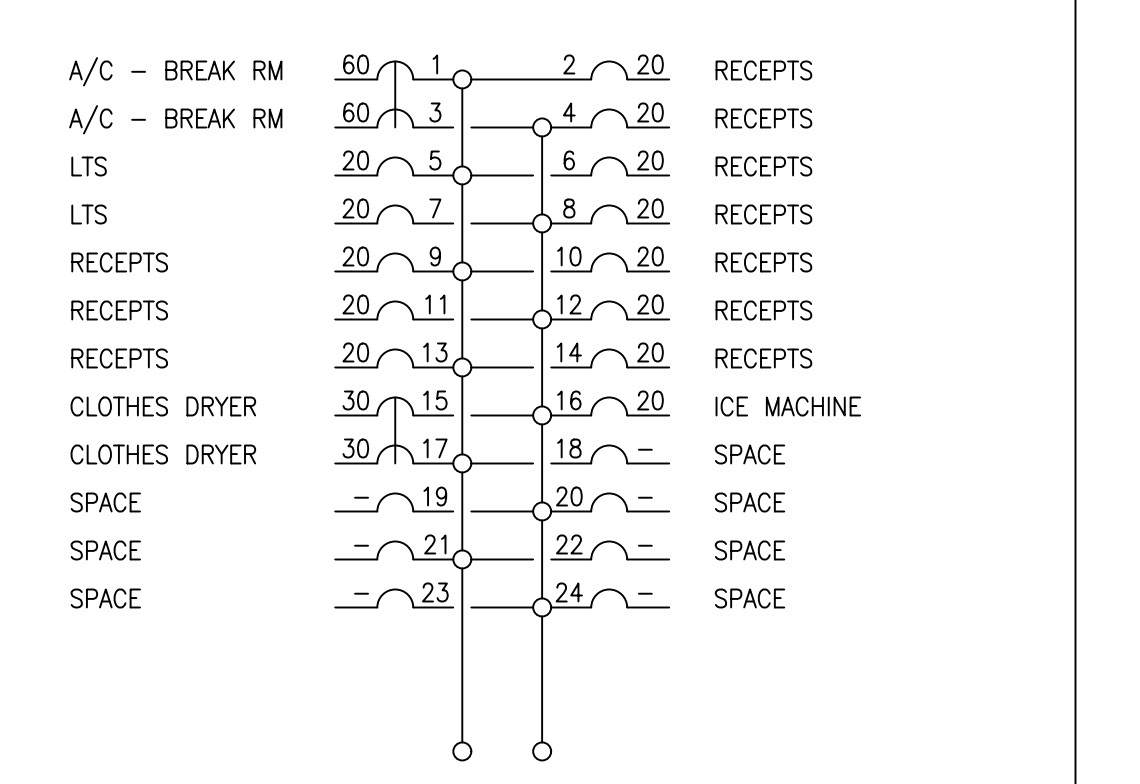 A/C - BREAK RM 60 1 2 20 RECEPTS
A/C - BREAK RM 60 3 4 20 RECEPTS
LTS 20 5 6 20 RECEPTS
LTS 20 7 8 20 RECEPTS
RECEPTS 20 9 10 20 RECEPTS
RECEPTS 20 11 12 20 RECEPTS
RECEPTS 20 13 14 20 RECEPTS
CLOTHES DRYER 30 15 16 20 ICE MACHINE
CLOTHES DRYER 30 17 18 - SPACE
SPACE - 19 20 - SPACE
SPACE - 21 22 - SPACE
SPACE - 23 24 - SPACE